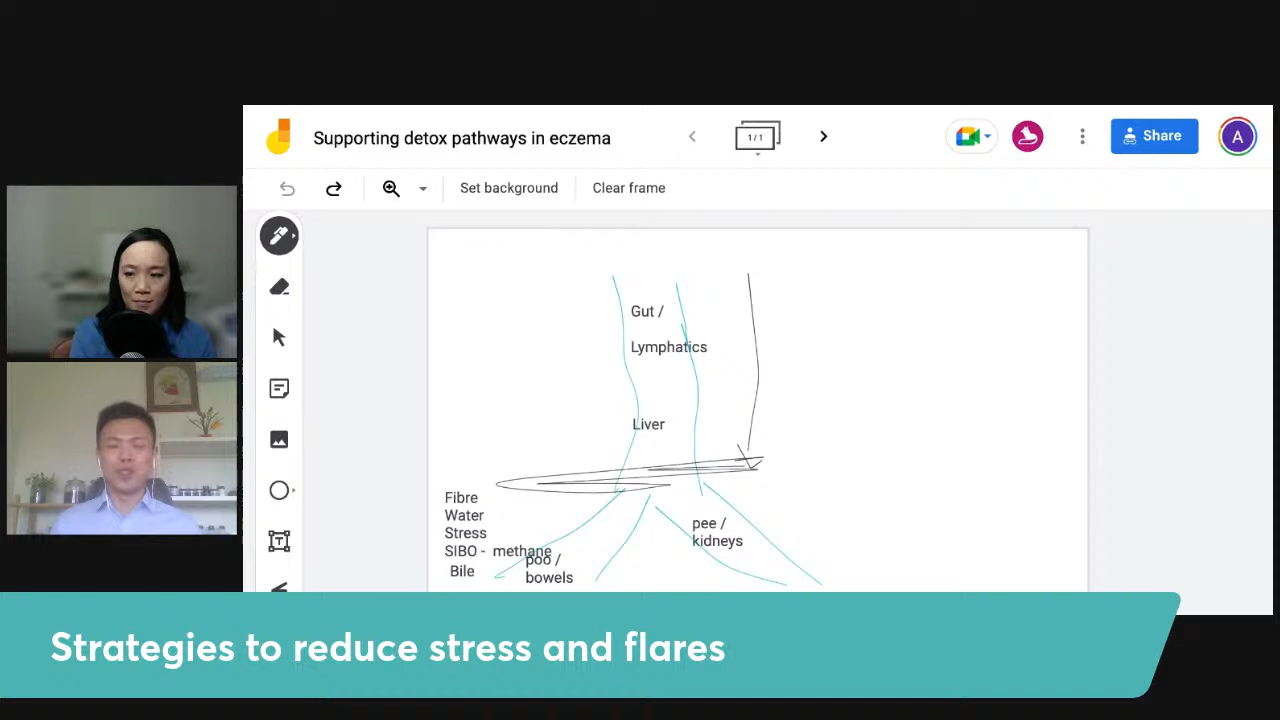 Supporting detox pathways in eczema
1/1
Share
A
Set background
Clear frame
T
Gut /
Lymphatics
Liver
Fibre
Water
Stress
SIBO - methane
Bile
poo /
bowels
pee /
kidneys
Strategies to reduce stress and flares